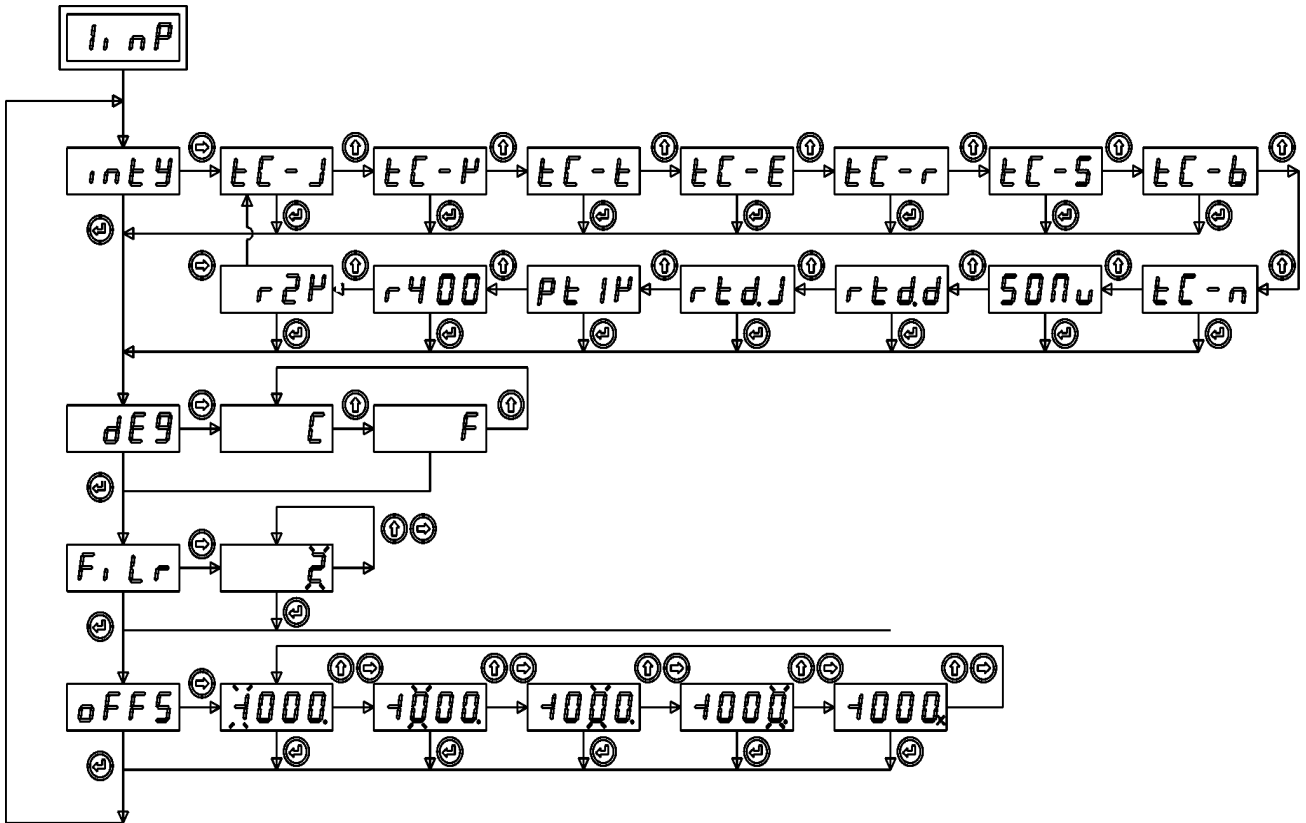 1inP
intY
tC-J
tC-K
tC-t
tC-E
tC-r
tC-S
tC-b
r2K
r400
Pt1K
rtd.J
rtd.d
50Mv
tC-n
dEg
C
F
FiLr
2
oFFS
-1000.
-1000.
-1000.
-1000.
-1000.x